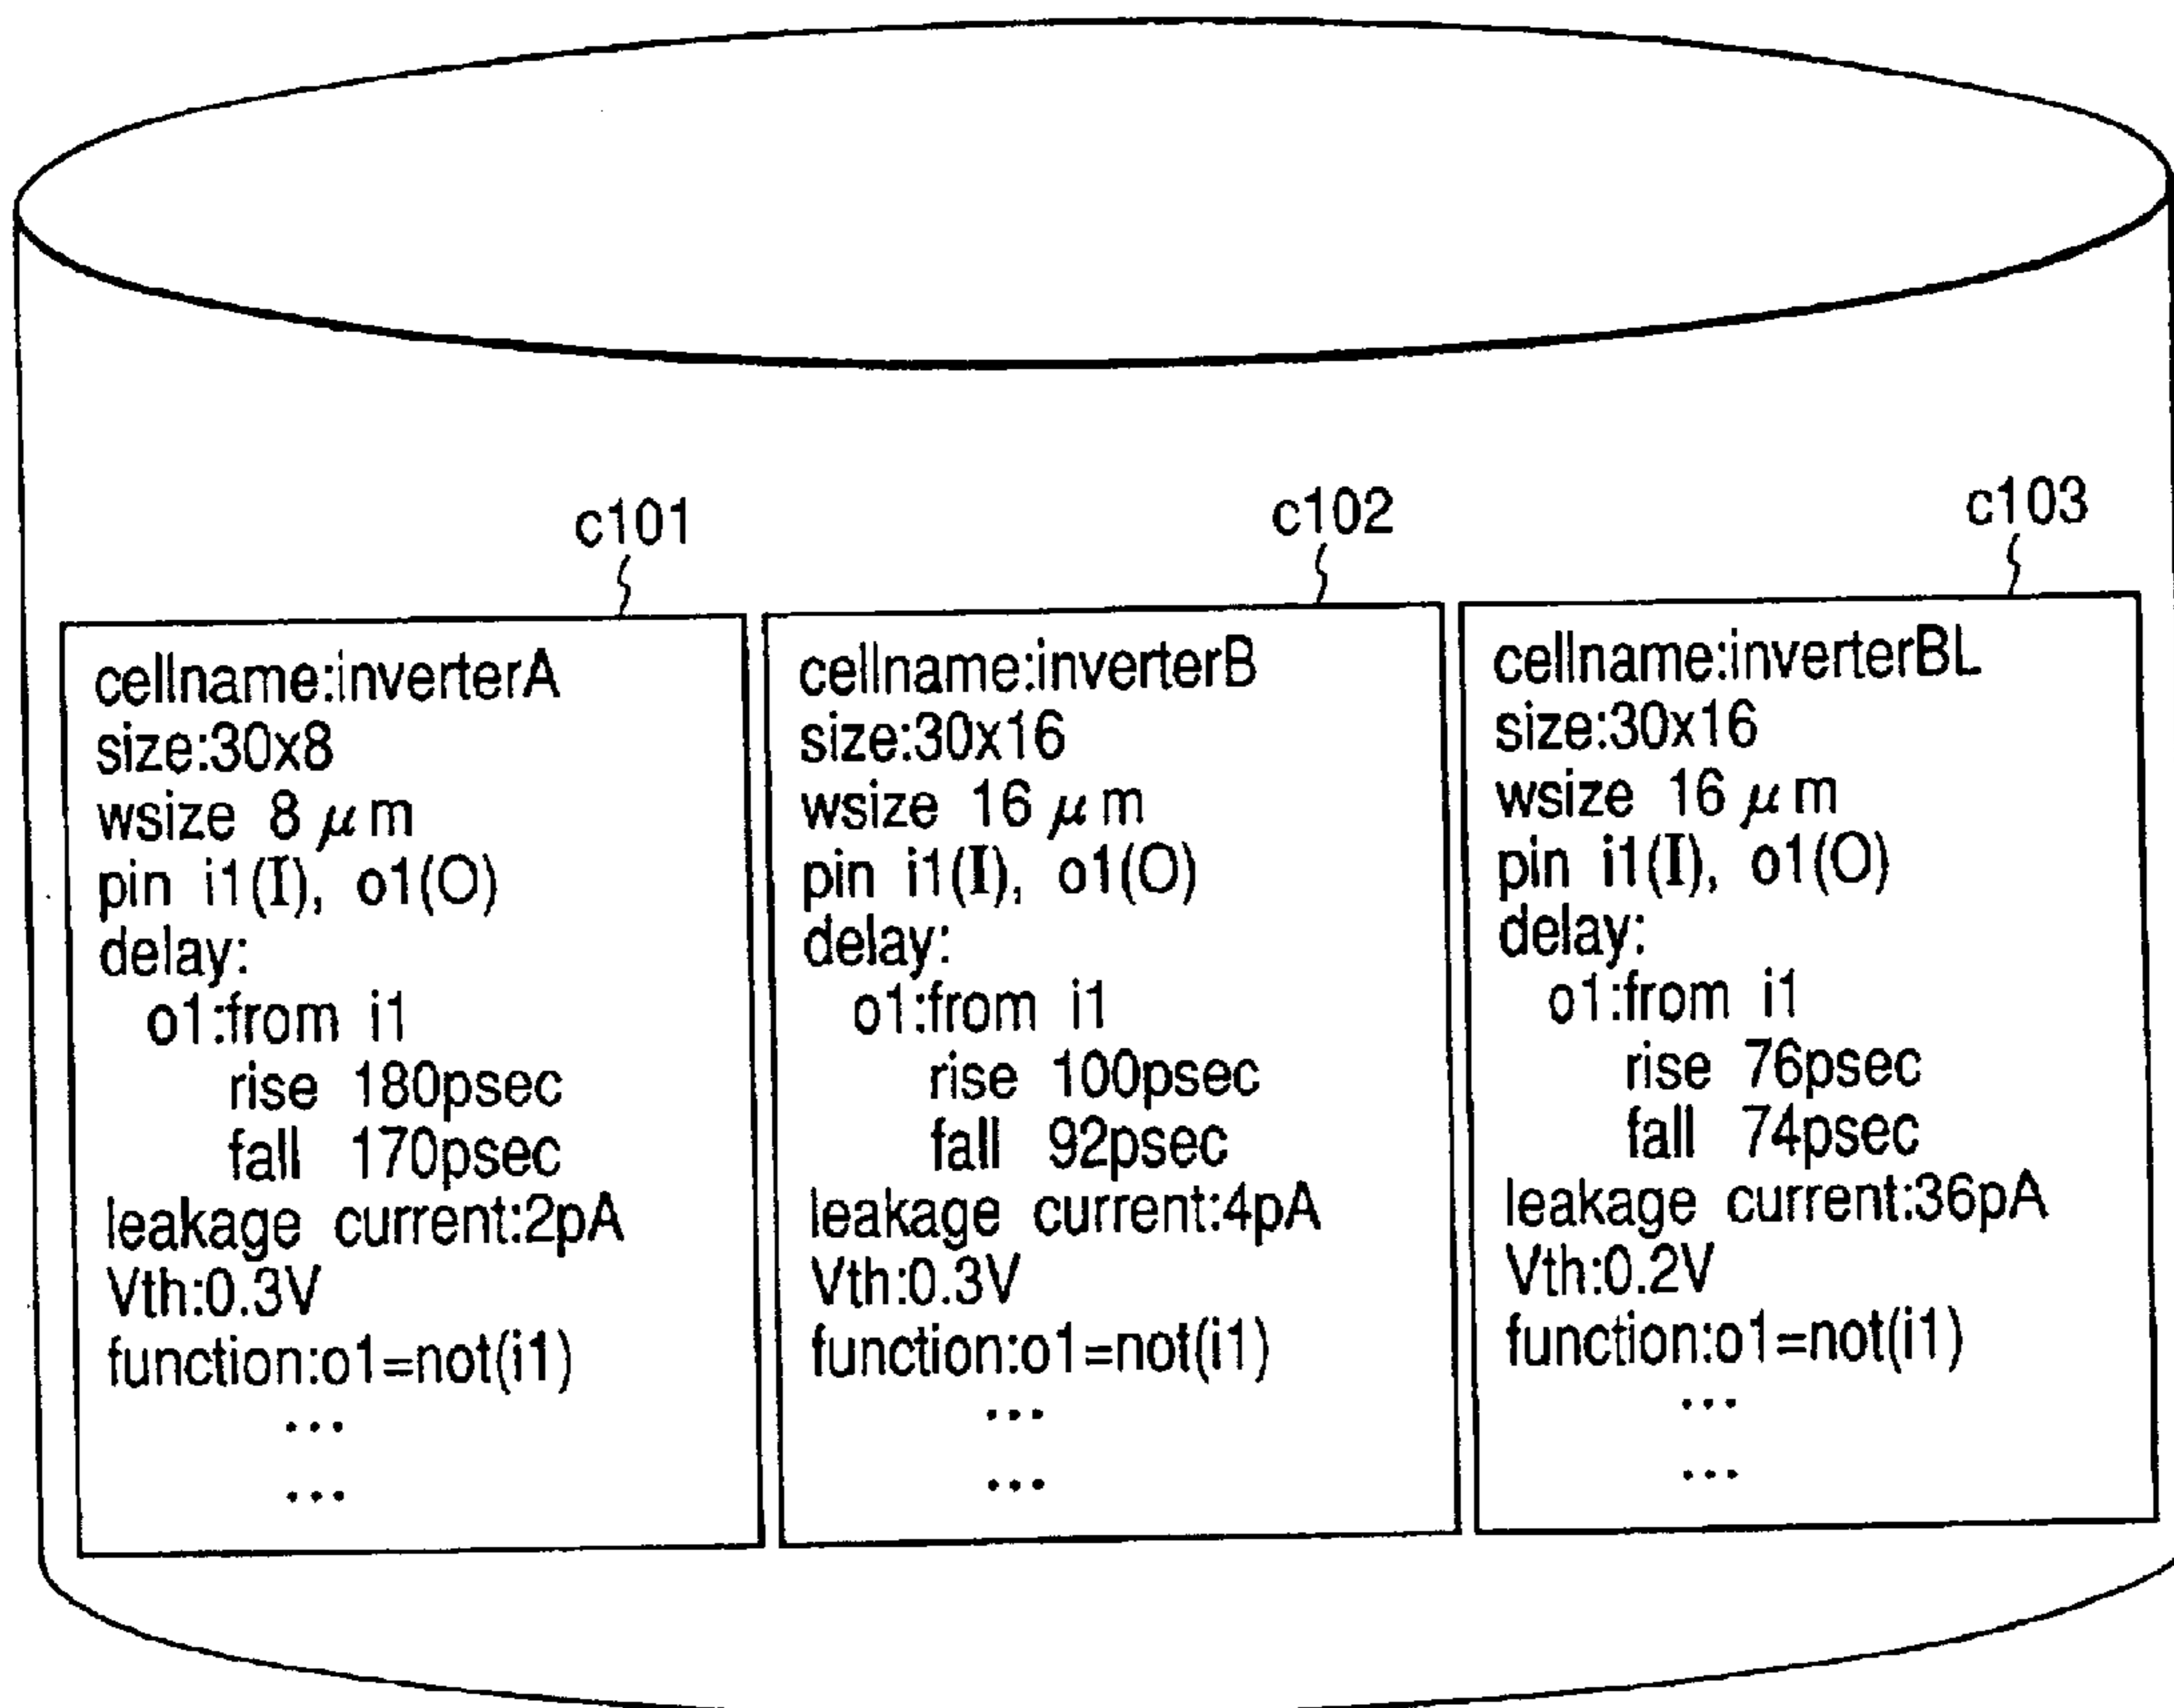 c101
cellname:inverterA
size:30x8
wsize 8 μm
pin i1(I), o1(O)
delay:
o1:from i1
rise 180psec
fall 170psec
leakage current:2pA
Vth:0.3V
function:o1=not(i1)
...
...
c102
cellname:inverterB
size:30x16
wsize 16 μm
pin i1(I), o1(O)
delay:
o1:from i1
rise 100psec
fall 92psec
leakage current:4pA
Vth:0.3V
function:o1=not(i1)
...
...
c103
cellname:inverterBL
size:30x16
wsize 16 μm
pin i1(I), o1(O)
delay:
o1:from i1
rise 76psec
fall 74psec
leakage current:36pA
Vth:0.2V
function:o1=not(i1)
...
...